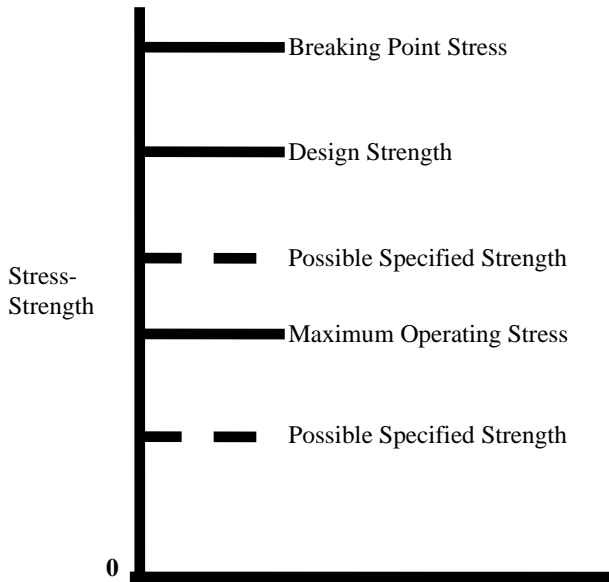 Breaking Point Stress
Design Strength
Possible Specified Strength
Stress-
Strength
Maximum Operating Stress
Possible Specified Strength
0